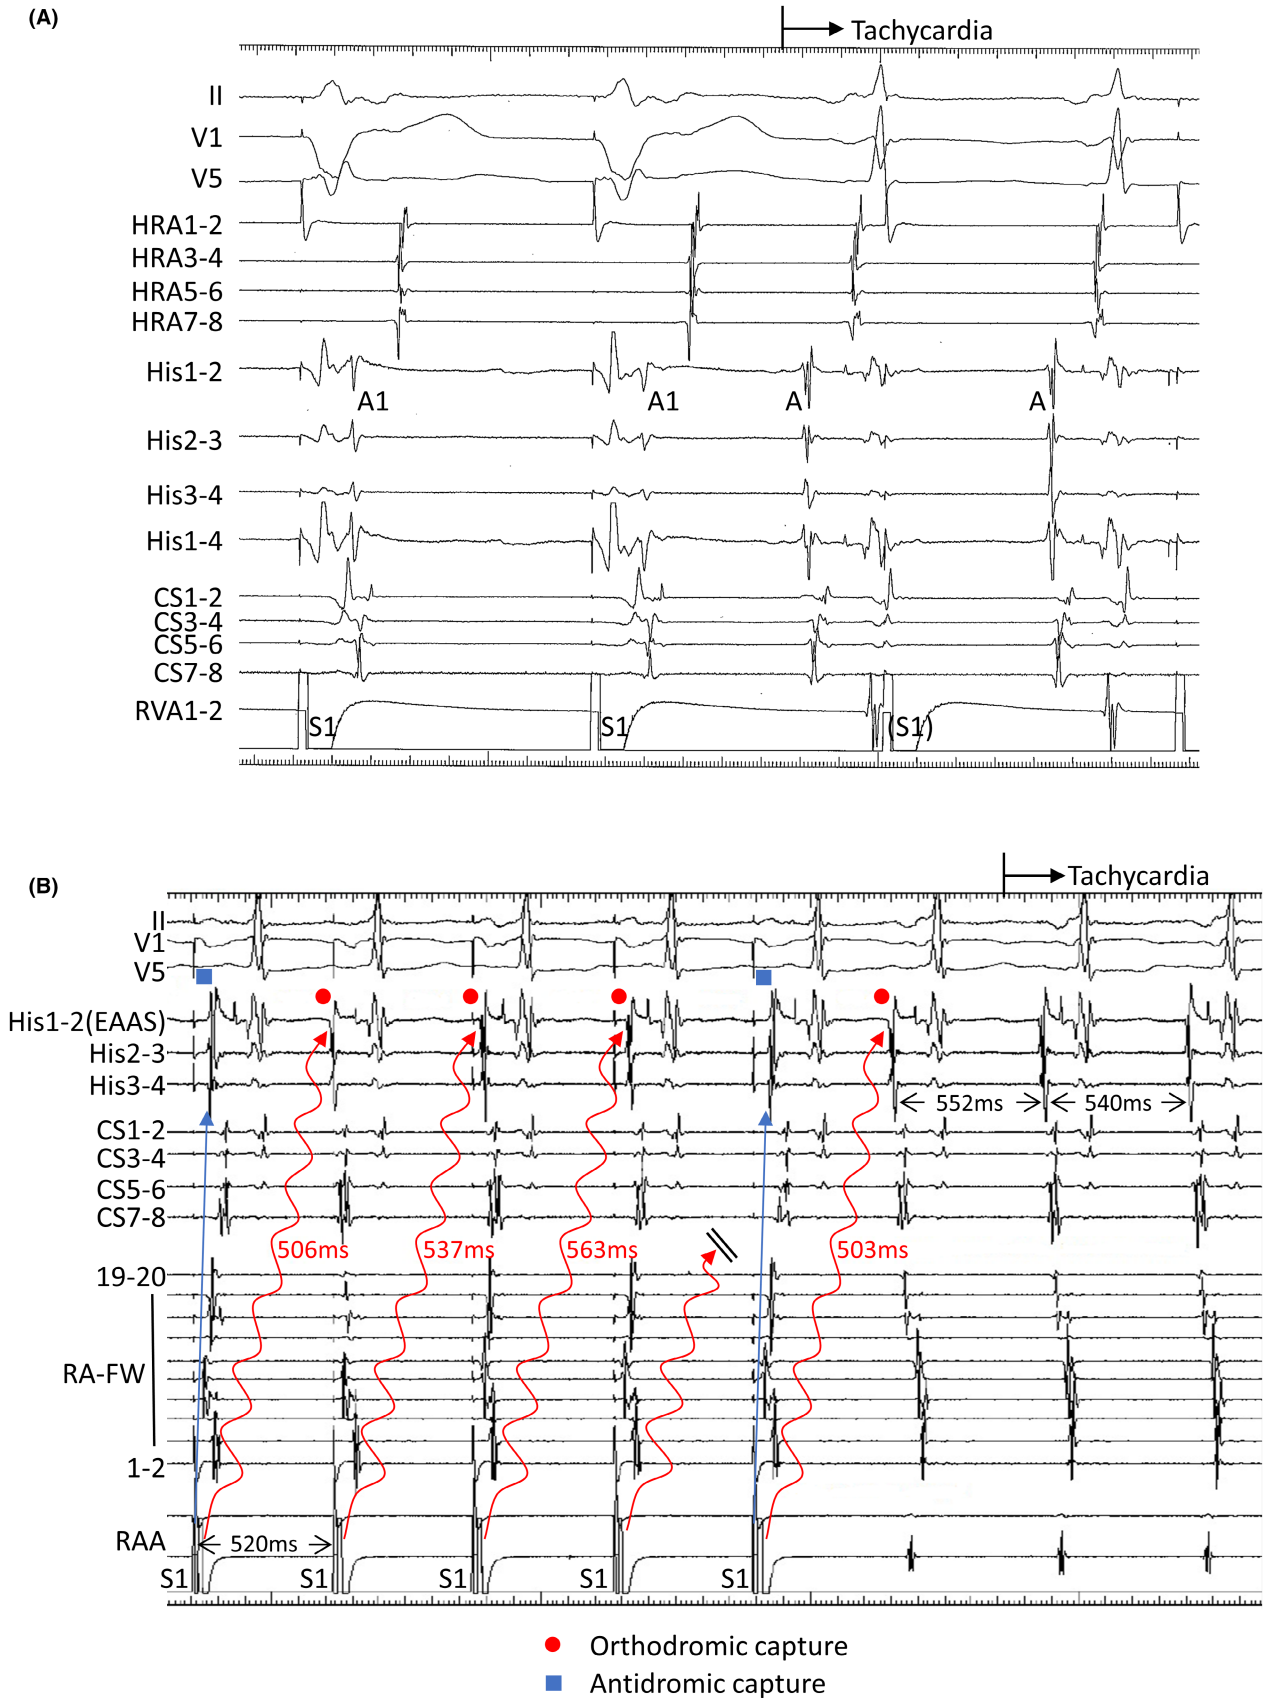 (A)
Tachycardia
II
V1
V5
HRA1-2
HRA3-4
HRA5-6
HRA7-8
His1-2
A1 A1 A A
His2-3
His3-4
His1-4
CS1-2
CS3-4
CS5-6
CS7-8
RVA1-2
S1 S1 (S1)
(B)
Tachycardia
II
V1
V5
His1-2(EAAS)
His2-3
His3-4
552ms 540ms
CS1-2
CS3-4
CS5-6
CS7-8
506ms 537ms 563ms 503ms
19-20
RA-FW
1-2
RAA
520ms
S1 S1 S1 S1 S1
Orthodromic capture
Antidromic capture